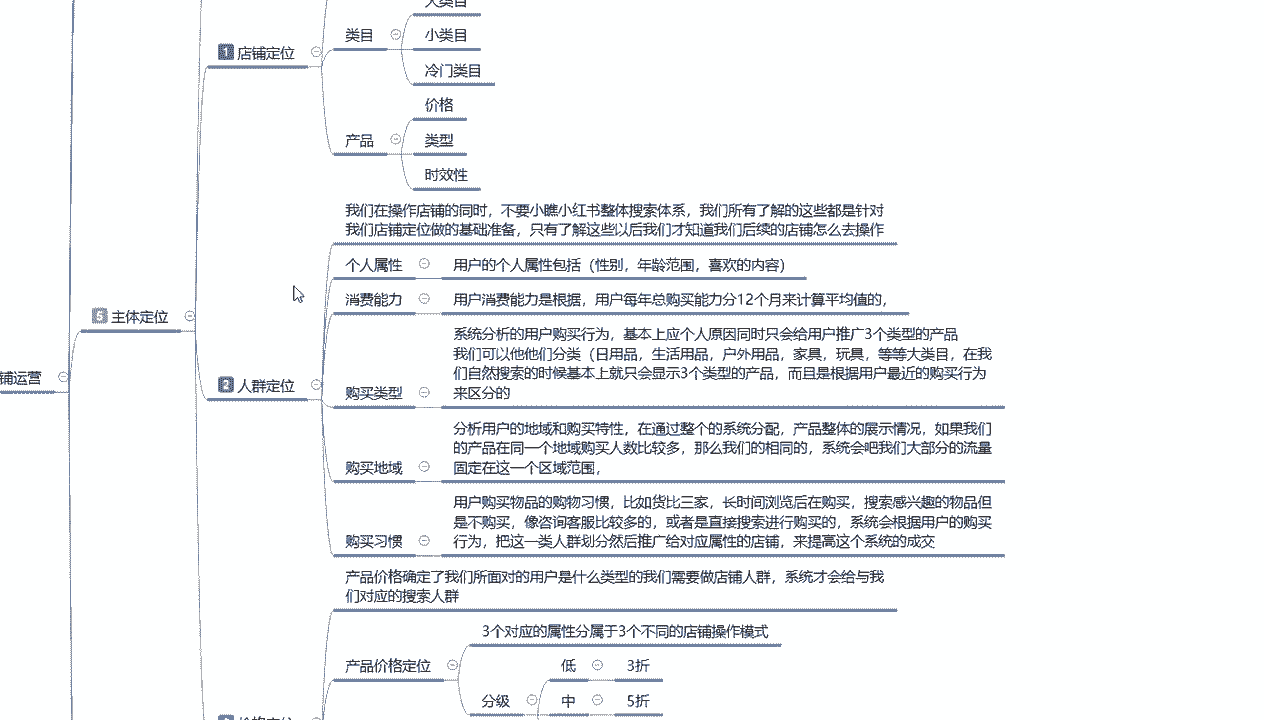 大类目
类目
小类目
1 店铺定位
冷门类目
价格
产品
类型
时效性
我们在操作店铺的同时，不要小瞧小红书整体搜索体系，我们所有了解的这些都是针对
我们店铺定位做的基础准备，只有了解这些以后我们才知道我们后续的店铺怎么去操作
个人属性
用户的个人属性包括（性别，年龄范围，喜欢的内容）
消费能力
用户消费能力是根据，用户每年总购买能力分12个月来计算平均值的，
5 主体定位
系统分析的用户购买行为，基本上应个人原因同时只会给用户推广3个类型的产品
我们可以他他们分类（日用品，生活用品，户外用品，家具，玩具，等等大类目，在我
们自然搜索的时候基本上就只会显示3个类型的产品，而且是根据用户最近的购买行为
来区分的
铺运营
2 人群定位
购买类型
分析用户的地域和购买特性，在通过整个的系统分配，产品整体的展示情况，如果我们
的产品在同一个地域购买人数比较多，那么我们的相同的，系统会吧我们大部分的流量
固定在这一个区域范围，
购买地域
用户购买物品的购物习惯，比如货比三家，长时间浏览后在购买，搜索感兴趣的物品但
是不购买，像咨询客服比较多的，或者是直接搜索进行购买的，系统会根据用户的购买
行为，把这一类人群划分然后推广给对应属性的店铺，来提高这个系统的成交
购买习惯
产品价格确定了我们所面对的用户是什么类型的我们需要做店铺人群，系统才会给与我
们对应的搜索人群
3个对应的属性分属于3个不同的店铺操作模式
产品价格定位
低
3折
分级
中
5折
价格定位